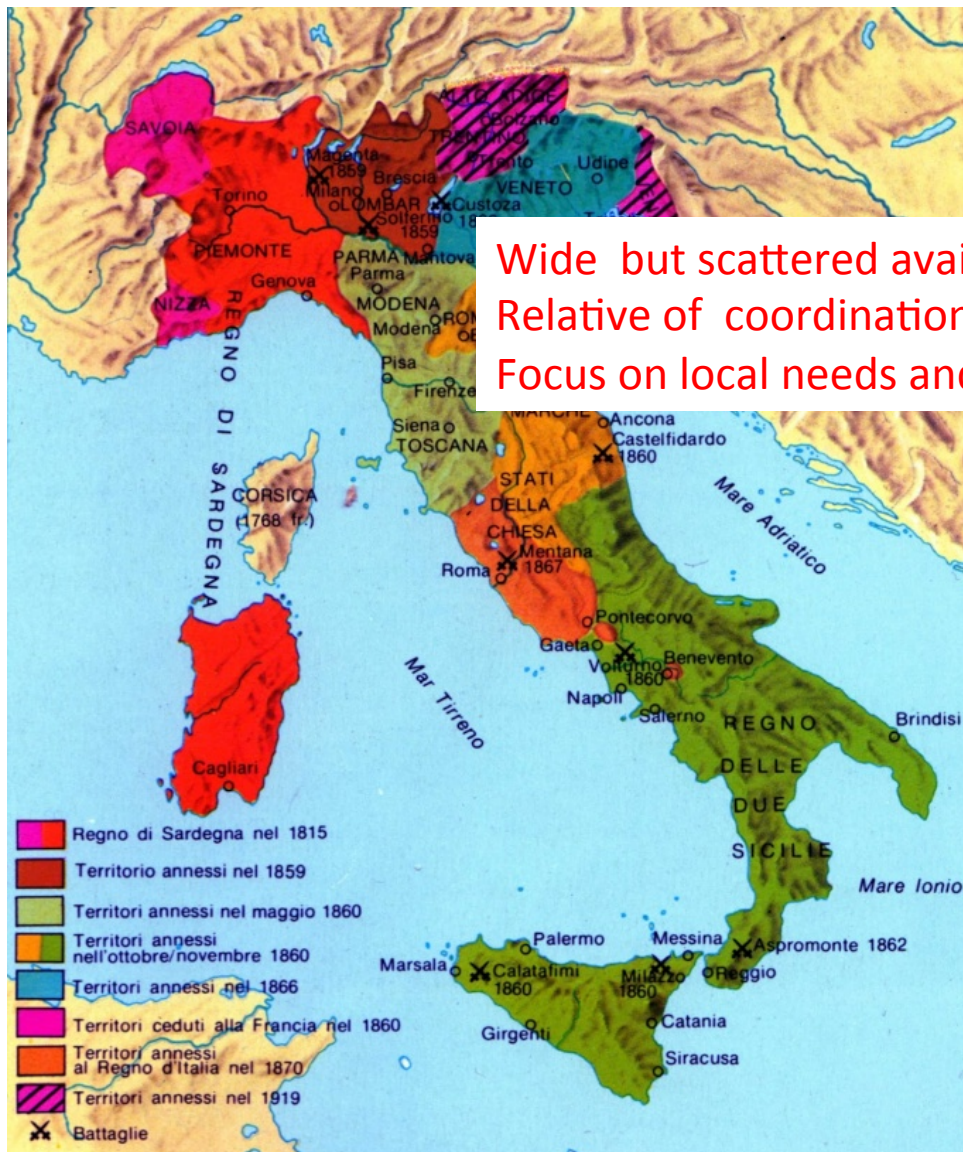 SAVOIA
ALTO ADIGE
Bolzano
TRENTINO
Trento
Udine
VENETO
Magenta
1859
Milano
Brescia
LOMBAR
Custoza
Solferino
1859
Mantova
Torino
PIEMONTE
Genova
NIZZA
PARMA
Parma
MODENA
Modena
Wide but scattered avai
Relative of coordination
Focus on local needs and
Pisa
Firenze
Siena
TOSCANA
MARCHE
Ancona
Castelfidardo
1860
REGNO DI SARDEGNA
CORSICA
(1768 fr.)
STATI
DELLA
CHIESA
Mentana
1867
Roma
Mare Adriatico
Pontecorvo
Gaeta
Volturno
1860
Benevento
Napoli
Salerno
Mar Tirreno
REGNO
DELLE
DUE
SICILIE
Brindisi
Cagliari
Mare Ionio
Palermo
Messina
Aspromonte 1862
Marsala
Calatafimi
1860
Milazzo
1860
Reggio
Girgenti
Catania
Siracusa
Regno di Sardegna nel 1815
Territorio annessi nel 1859
Territori annessi nel maggio 1860
Territori annessi
nell'ottobre/novembre 1860
Territori annessi nel 1866
Territori ceduti alla Francia nel 1860
Territori annessi
al Regno d'Italia nel 1870
Territori annessi nel 1919
Battaglie